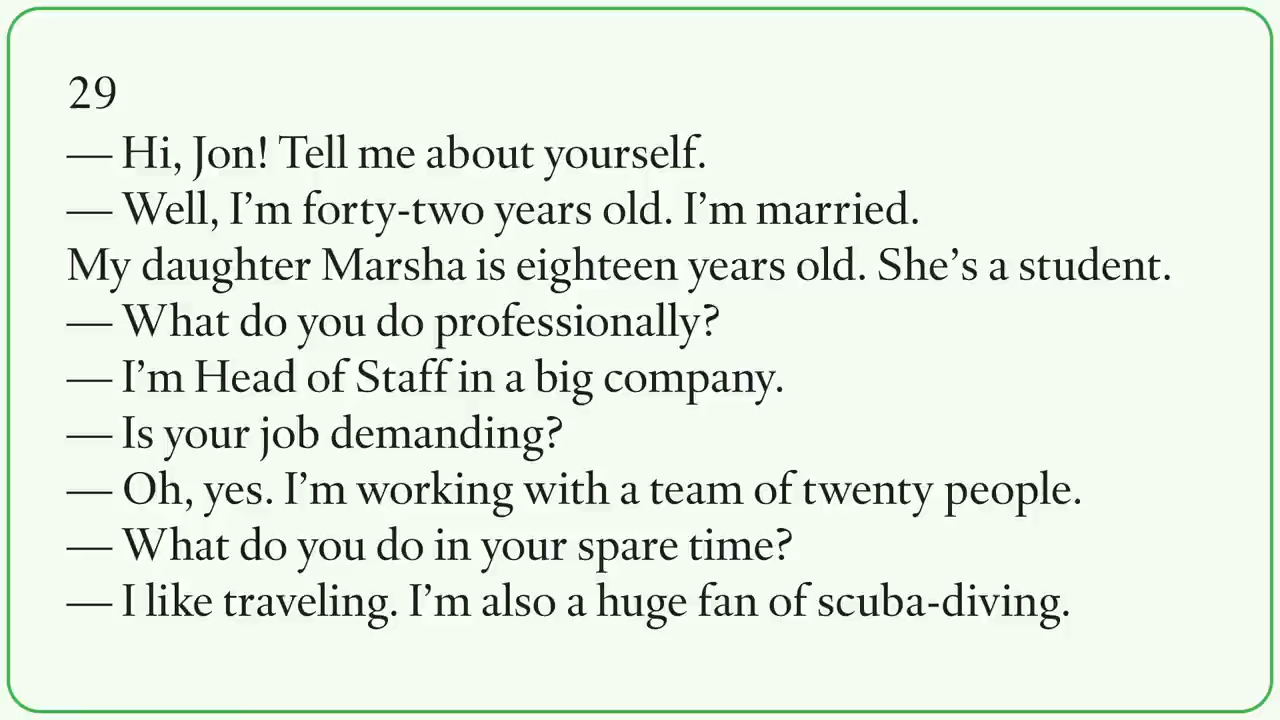 29
— Hi, Jon! Tell me about yourself.
— Well, I’m forty-two years old. I’m married.
My daughter Marsha is eighteen years old. She’s a student.
— What do you do professionally?
— I’m Head of Staff in a big company.
— Is your job demanding?
— Oh, yes. I’m working with a team of twenty people.
— What do you do in your spare time?
— I like traveling. I’m also a huge fan of scuba-diving.